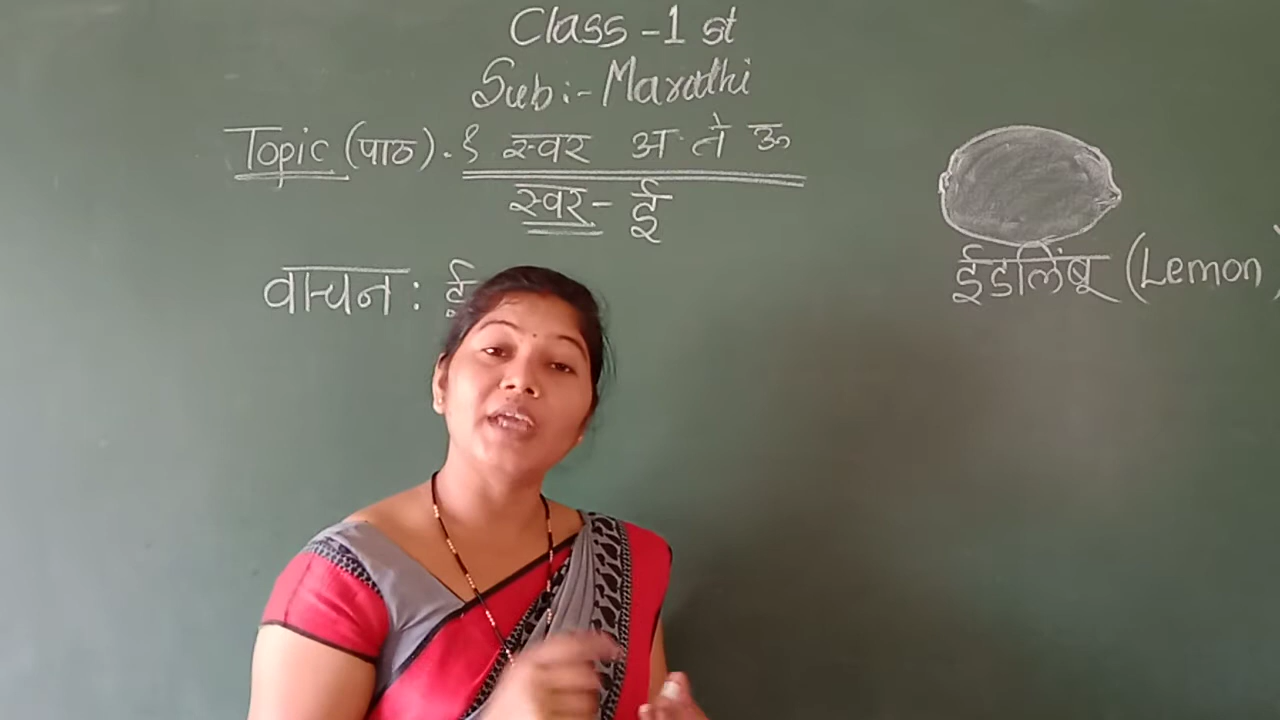 Class -1 st
Sub:- Marathi
Topic (पाठ).१ स्वर अ ते ऊ
स्वर - ई
वाचन : ई
ईडलिंबू (Lemon)